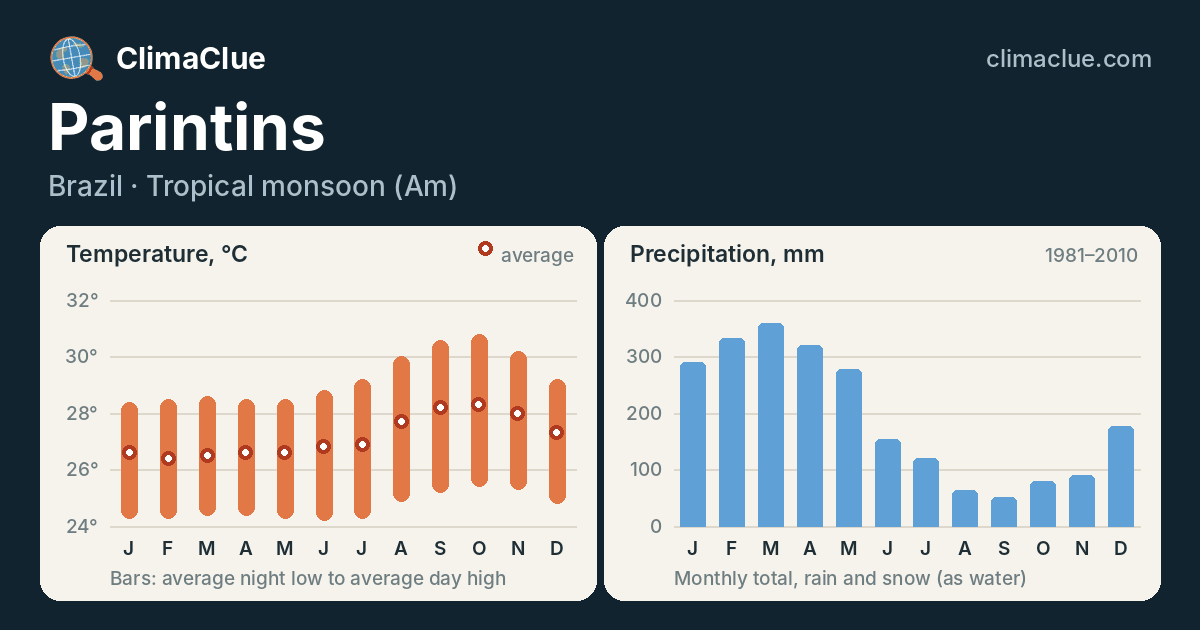 ClimaClue
climaclue.com
Parintins
Brazil · Tropical monsoon (Am)
Temperature, °C
average
32°
30°
28°
26°
24°
J F M A M J J A S O N D
Bars: average night low to average day high
Precipitation, mm
1981–2010
400
300
200
100
0
J F M A M J J A S O N D
Monthly total, rain and snow (as water)